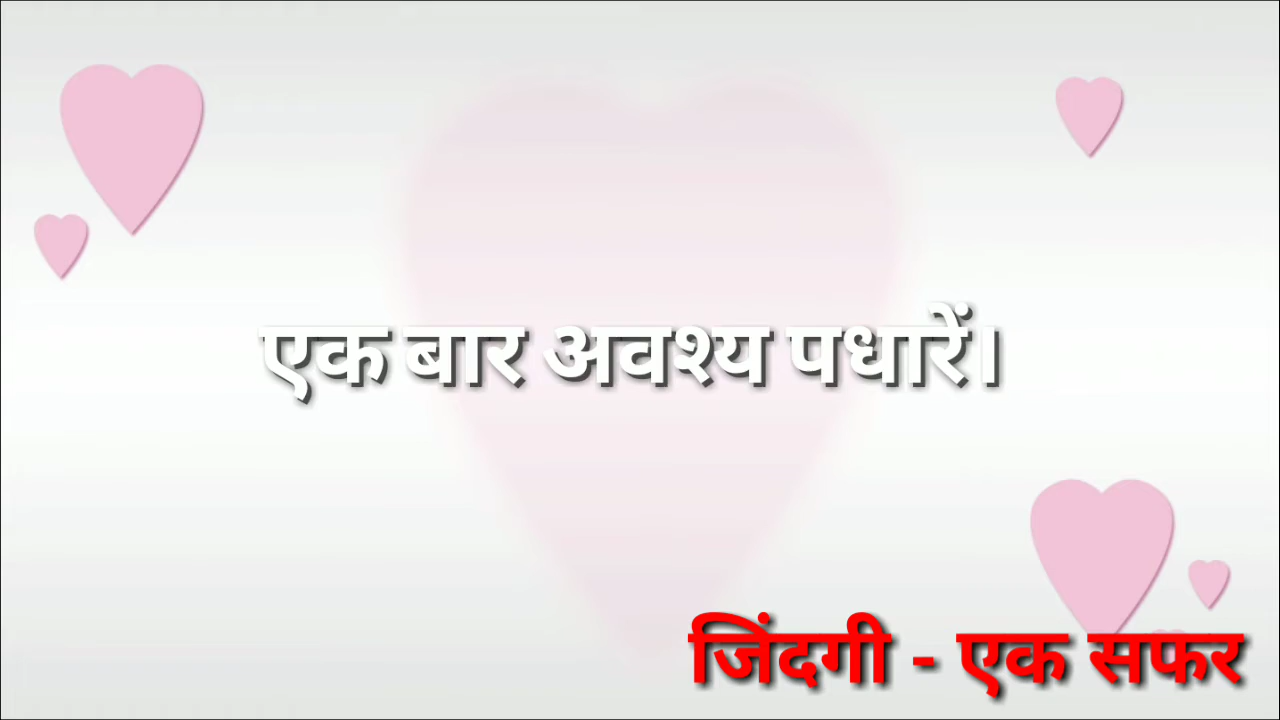 एक बार अवश्य पधारें।
जिंदगी - एक सफर